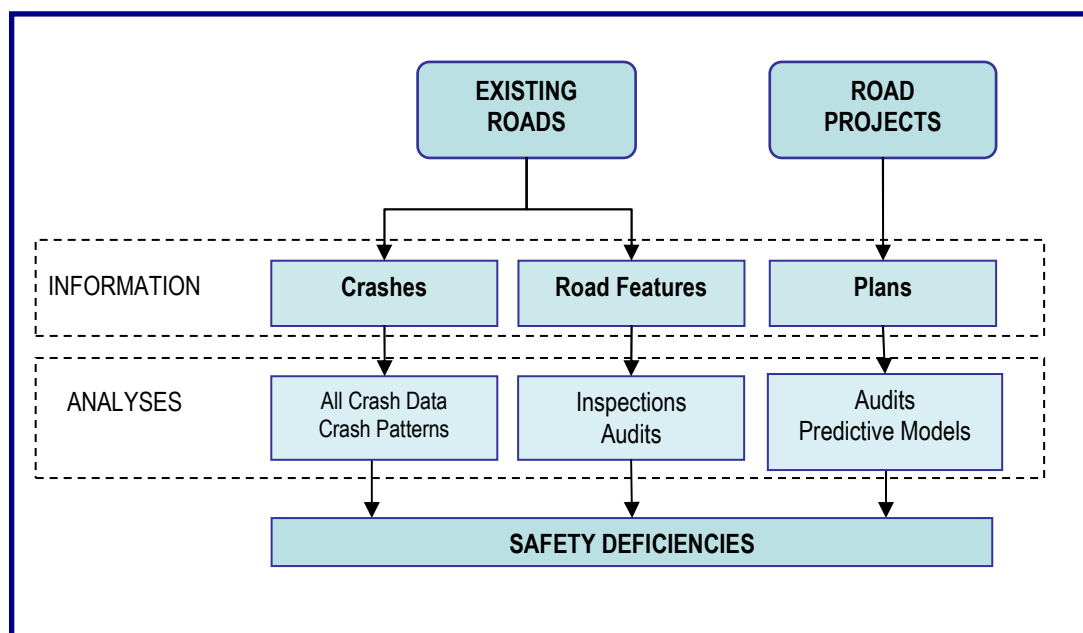 EXISTING
ROADS
ROAD
PROJECTS
INFORMATION
Crashes
Road Features
Plans
ANALYSES
All Crash Data
Crash Patterns
Inspections
Audits
Audits
Predictive Models
SAFETY DEFICIENCIES